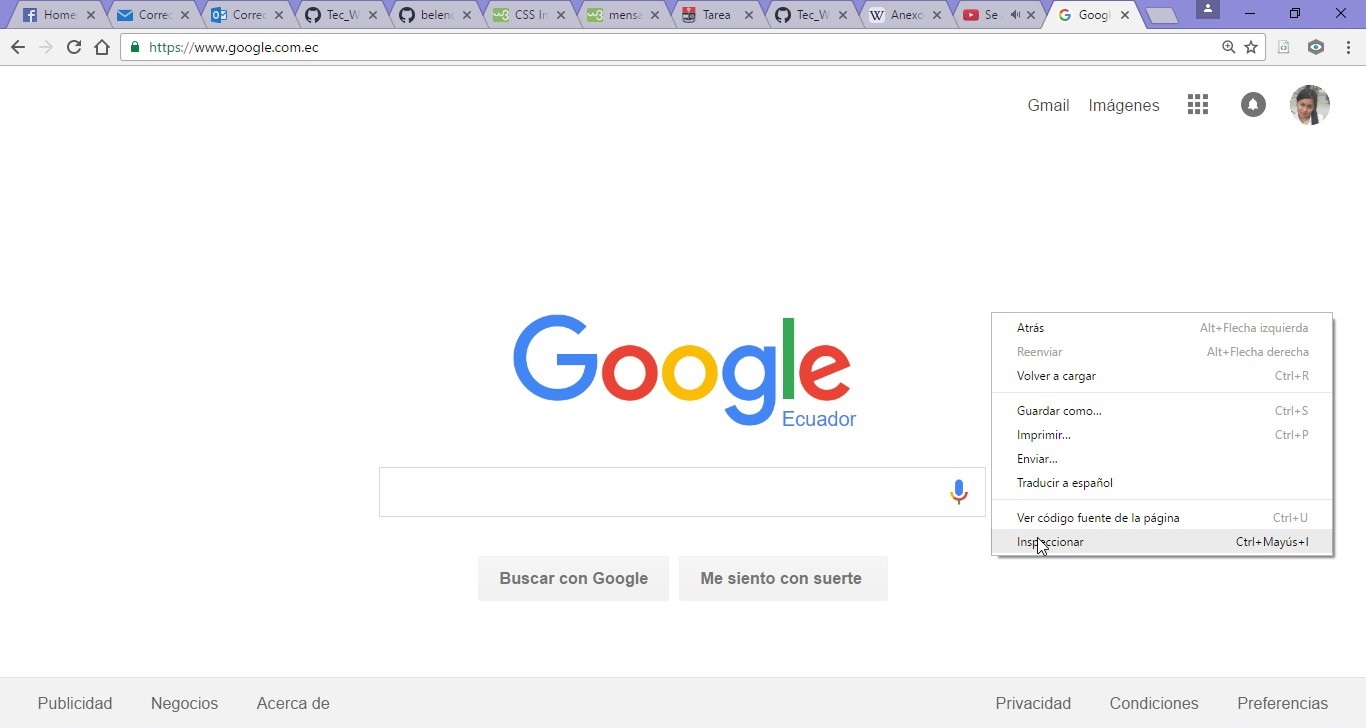 Home
Correo
Correo
Tec_W
belen
CSS In
mensa
Tarea
Tec_W
Anexo
Se
Googl
https://www.google.com.ec
Gmail Imágenes
Google
Ecuador
Atrás Alt+Flecha izquierda
Reenviar Alt+Flecha derecha
Volver a cargar Ctrl+R
Guardar como... Ctrl+S
Imprimir... Ctrl+P
Enviar...
Traducir a español
Ver código fuente de la página Ctrl+U
Inspeccionar Ctrl+Mayús+I
Buscar con Google Me siento con suerte
Publicidad Negocios Acerca de Privacidad Condiciones Preferencias